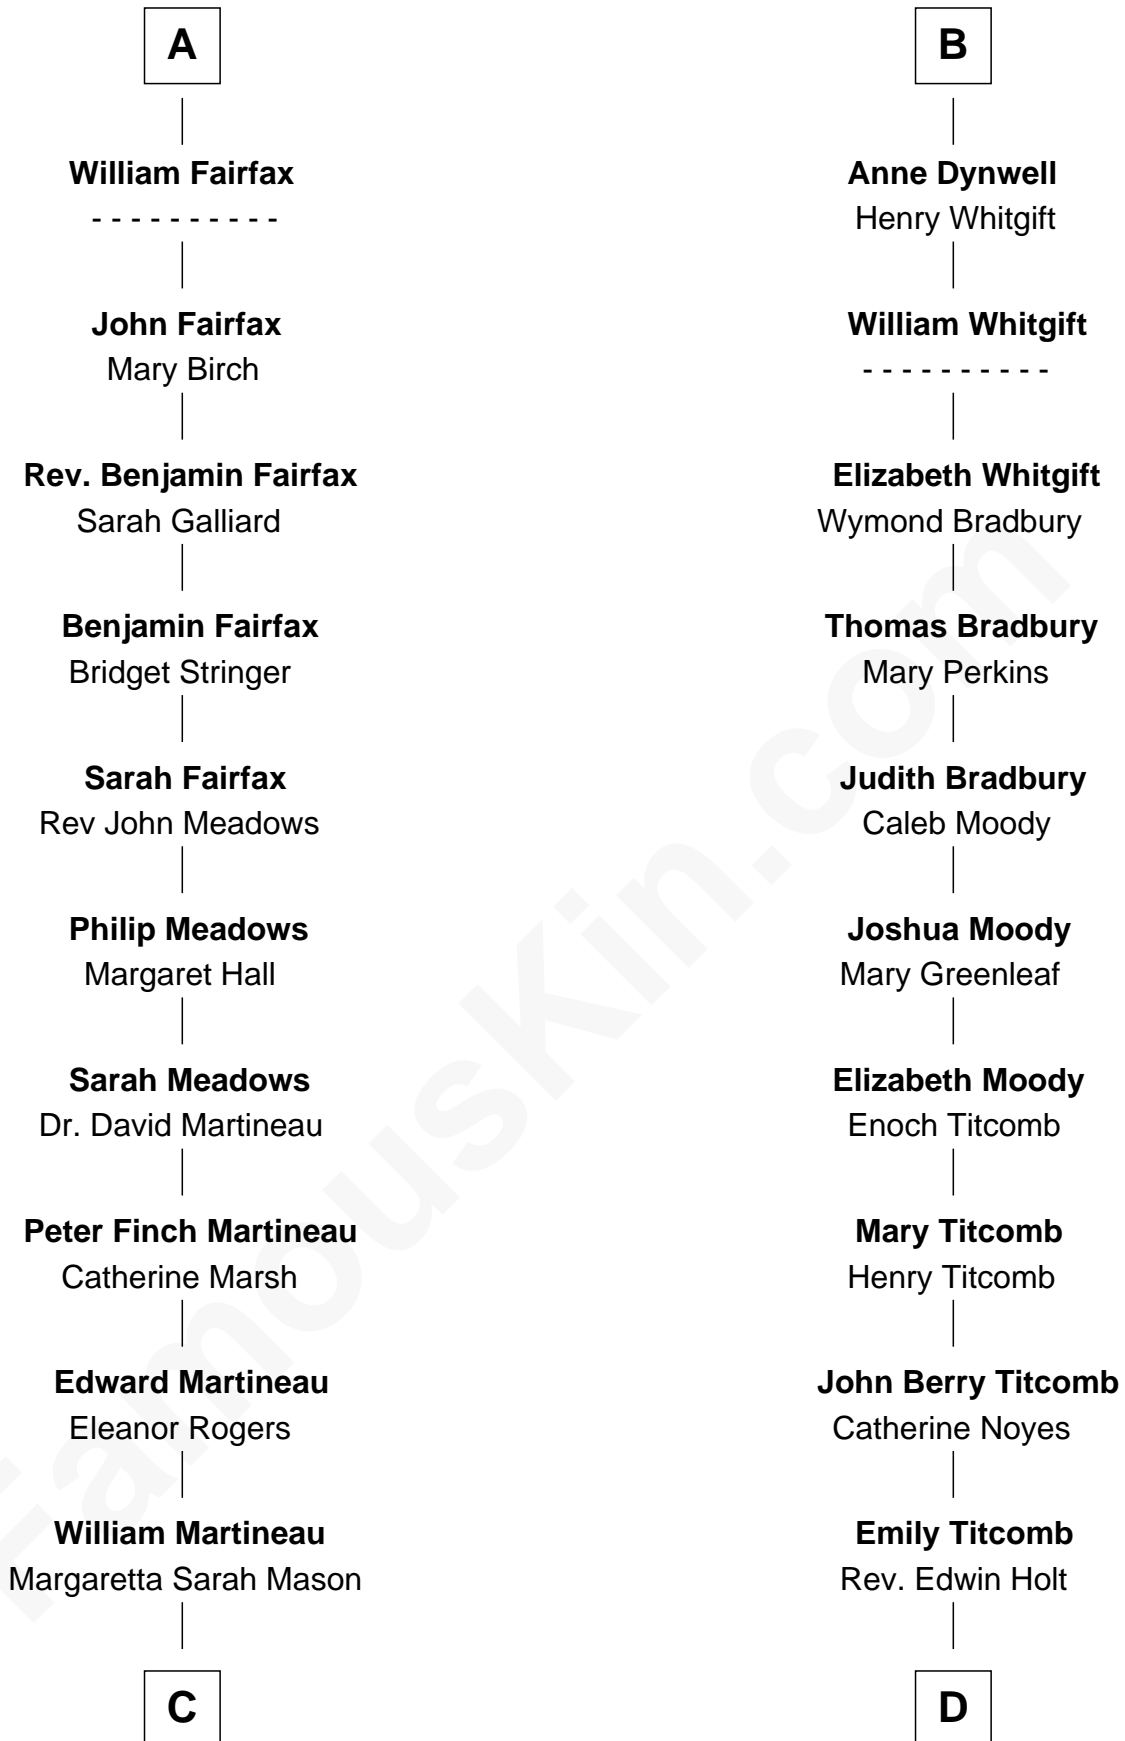 A
William Fairfax
- - - - - - - - - -
John Fairfax
Mary Birch
Rev. Benjamin Fairfax
Sarah Galliard
Benjamin Fairfax
Bridget Stringer
Sarah Fairfax
Rev John Meadows
Philip Meadows
Margaret Hall
Sarah Meadows
Dr. David Martineau
Peter Finch Martineau
Catherine Marsh
Edward Martineau
Eleanor Rogers
William Martineau
Margaretta Sarah Mason
C
B
Anne Dynwell
Henry Whitgift
William Whitgift
- - - - - - - - - -
Elizabeth Whitgift
Wymond Bradbury
Thomas Bradbury
Mary Perkins
Judith Bradbury
Caleb Moody
Joshua Moody
Mary Greenleaf
Elizabeth Moody
Enoch Titcomb
Mary Titcomb
Henry Titcomb
John Berry Titcomb
Catherine Noyes
Emily Titcomb
Rev. Edwin Holt
D
FamousKin.com